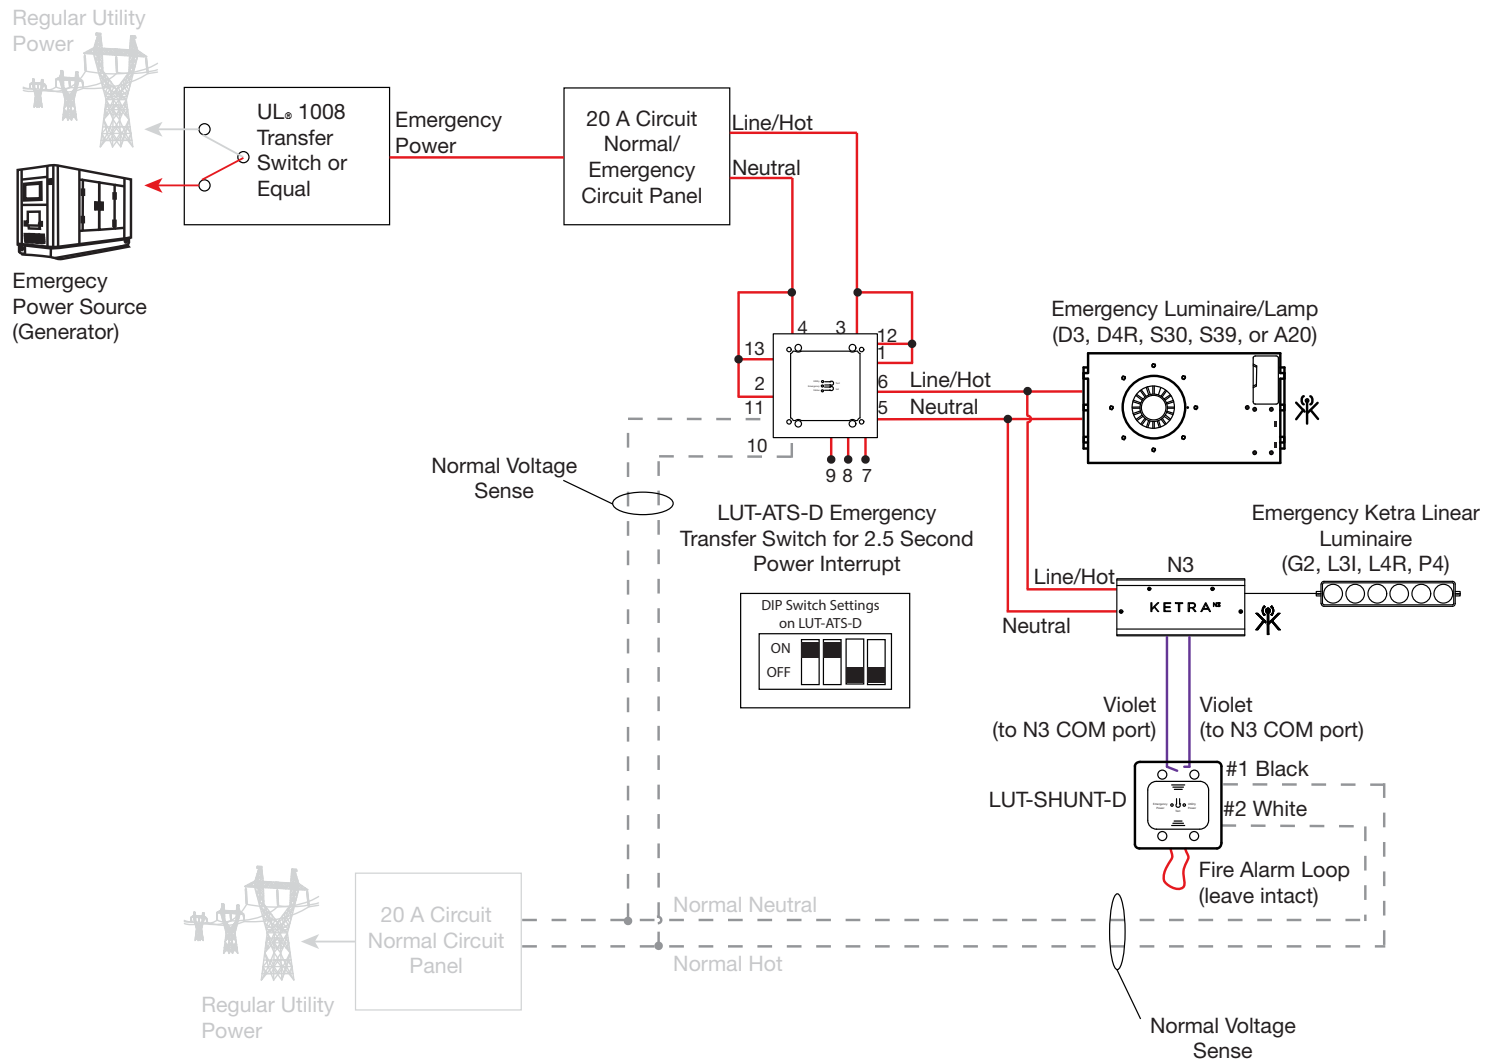 Regular Utility
Power
UL® 1008
Transfer
Switch or
Equal
Emergency
Power
20 A Circuit
Normal/
Emergency
Circuit Panel
Line/Hot
Neutral
Emergecy
Power Source
(Generator)
4
3
12
1
13
2
11
10
6
5
9 8 7
Line/Hot
Neutral
Emergency Luminaire/Lamp
(D3, D4R, S30, S39, or A20)
Normal Voltage
Sense
LUT-ATS-D Emergency
Transfer Switch for 2.5 Second
Power Interrupt
DIP Switch Settings
on LUT-ATS-D
ON
OFF
Emergency Ketra Linear
Luminaire
(G2, L3I, L4R, P4)
N3
Line/Hot
Neutral
KETRA N3
Violet
(to N3 COM port)
Violet
(to N3 COM port)
LUT-SHUNT-D
#1 Black
#2 White
Fire Alarm Loop
(leave intact)
20 A Circuit
Normal Circuit
Panel
Normal Neutral
Normal Hot
Regular Utility
Power
Normal Voltage
Sense